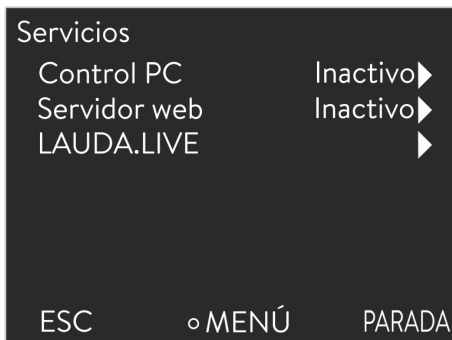 Servicios
Control PC Inactivo
Servidor web Inactivo
LAUDA.LIVE
ESC MENÚ PARADA